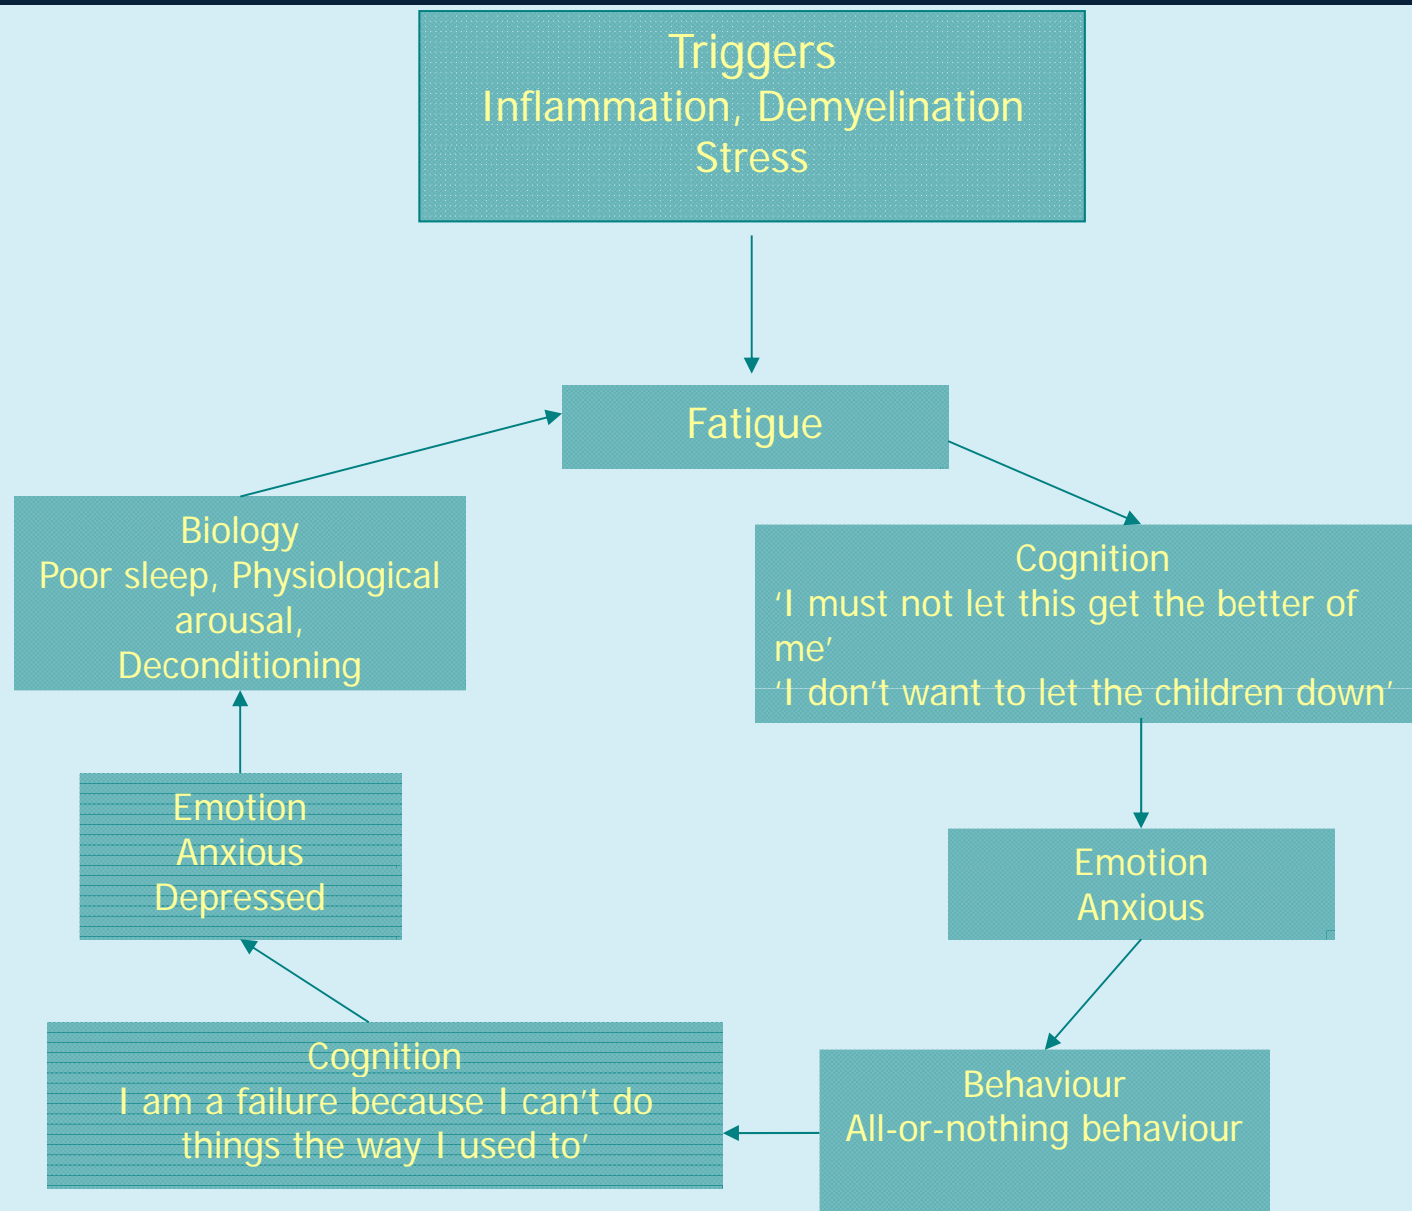 Triggers
Inflammation, Demyelination
Stress
Fatigue
Biology
Poor sleep, Physiological
arousal,
Deconditioning
Cognition
‘I must not let this get the better of
me’
‘I don’t want to let the children down’
Emotion
Anxious
Depressed
Emotion
Anxious
Cognition
I am a failure because I can’t do
things the way I used to’
Behaviour
All-or-nothing behaviour